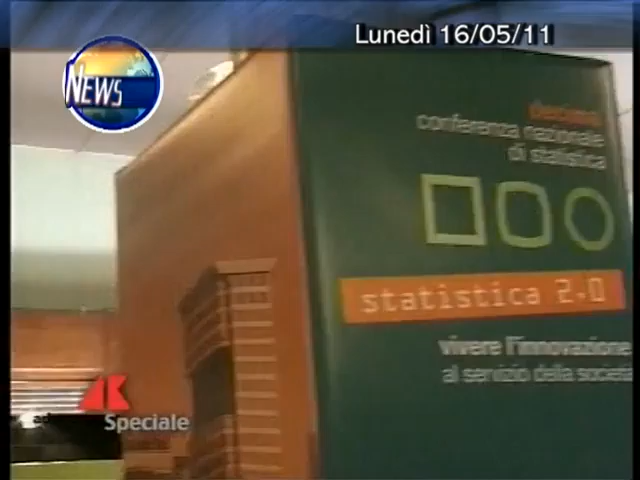 Lunedì 16/05/11
NEWS
conferenza nazionale
di statistica
statistica 2.0
vivere l'innovazione
al servizio della società
Speciale